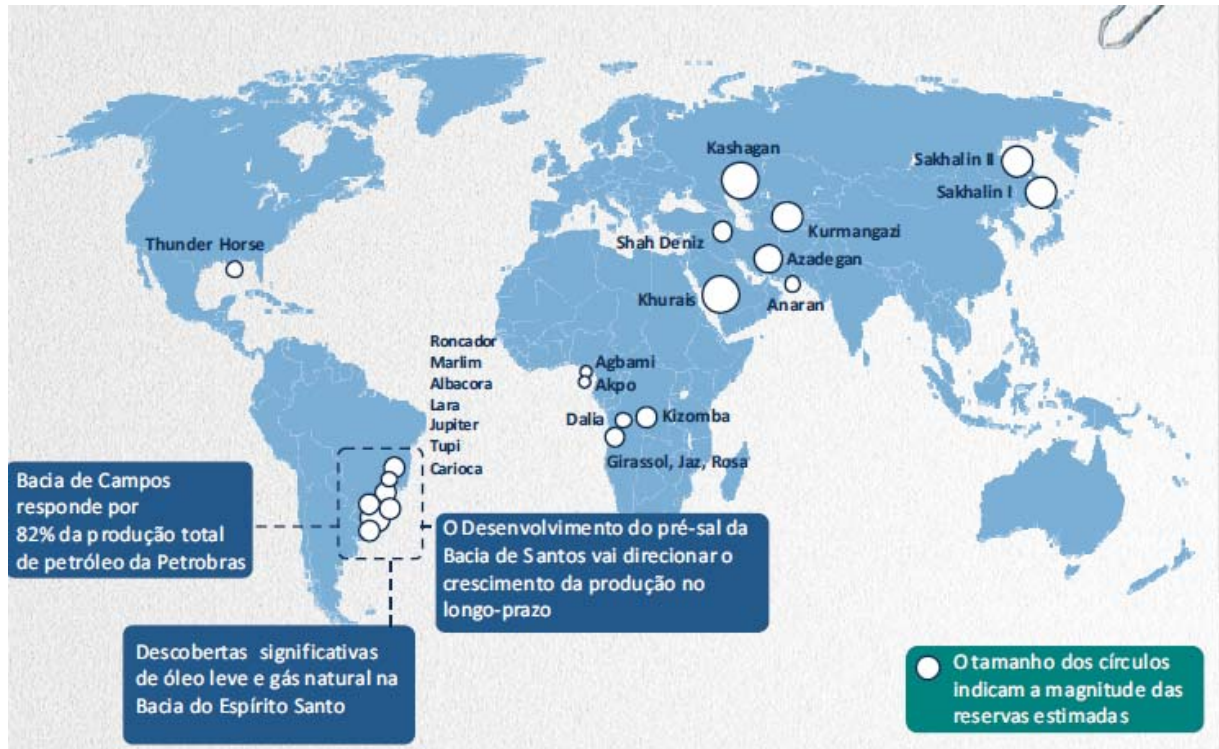 Kashagan
Sakhalin II
Sakhalin I
Thunder Horse
Shah Deniz
Kurmangazi
Azadegan
Khurais
Anaran
Roncador
Marlim
Albacora
Lara
Jupiter
Tupi
Carioca
Agbami
Akpo
Dalia
Kizomba
Girassol, Jaz, Rosa
Bacia de Campos
responde por
82% da produção total
de petróleo da Petrobras
O Desenvolvimento do pré-sal da
Bacia de Santos vai direcionar o
crescimento da produção no
longo-prazo
Descobertas significativas
de óleo leve e gás natural na
Bacia do Espírito Santo
O tamanho dos círculos
indicam a magnitude das
reservas estimadas